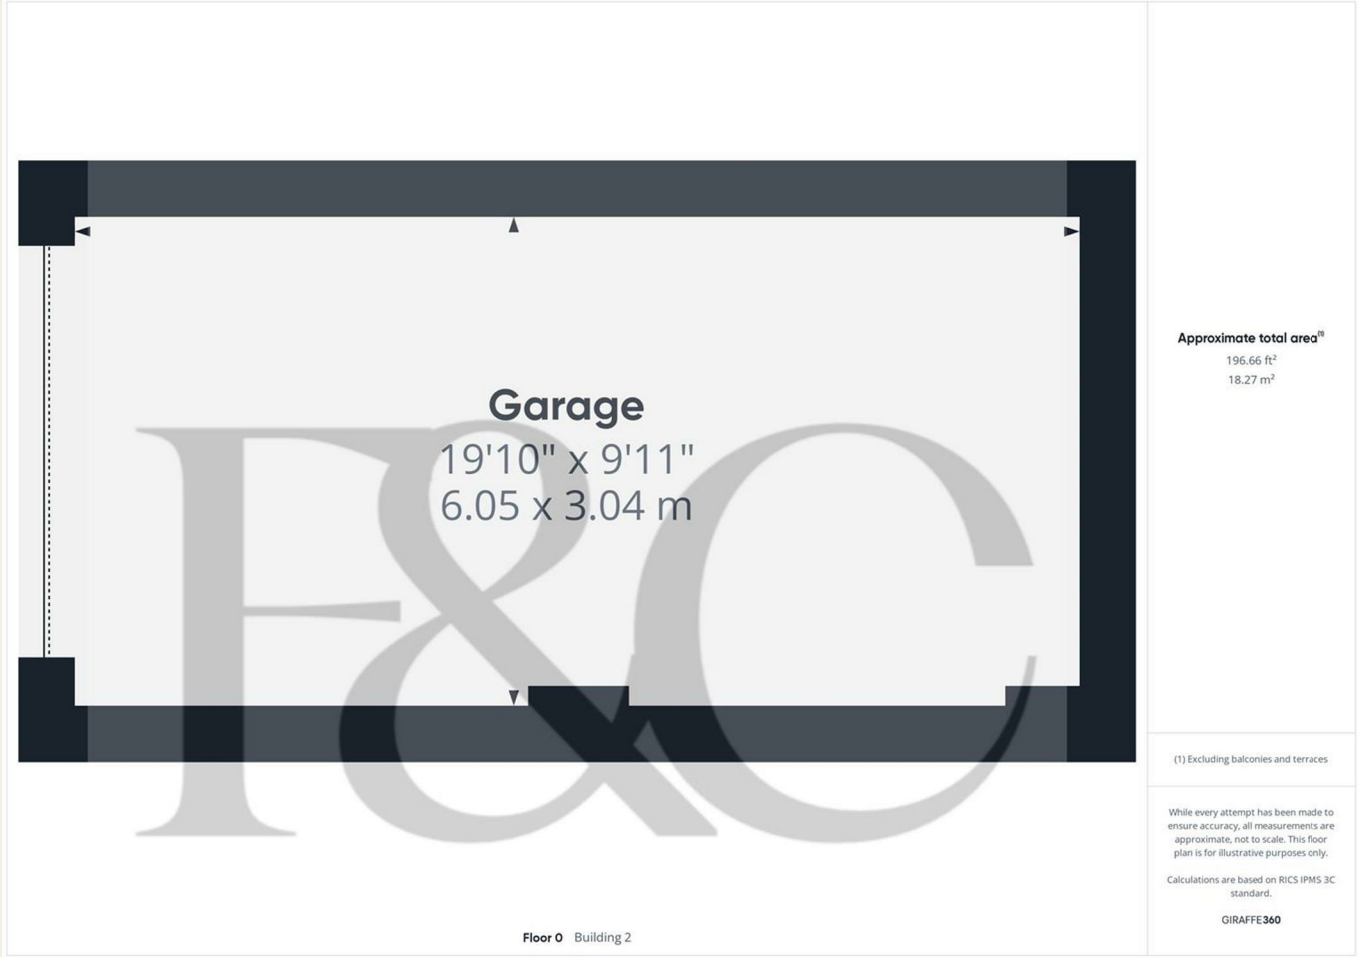 Garage
19'10" x 9'11"
6.05 x 3.04 m
F&C
Floor 0 Building 2
Approximate total area⁽¹⁾
196.66 ft²
18.27 m²
(1) Excluding balconies and terraces
While every attempt has been made to
ensure accuracy, all measurements are
approximate, not to scale. This floor
plan is for illustrative purposes only.
Calculations are based on RICS IPMS 3C
standard.
GIRAFFE360